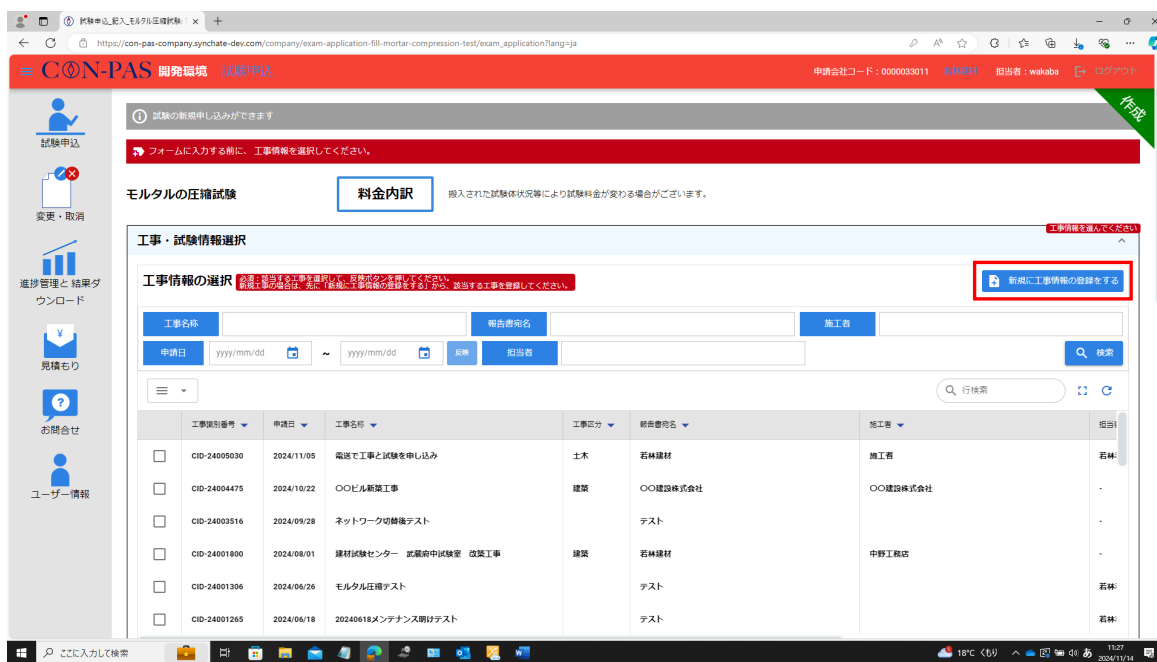 試験申込_記入_モルタル圧縮試験:
https://con-pas-company.synchate-dev.com/company/exam-application-fill-mortar-compression-test/exam_application?lang=ja
CON-PAS 開発環境 試験申込
申請会社コード：0000033011 担当者：wakaba ログアウト
作成
試験申込
変更・取消
進捗管理と 結果ダ
ウンロード
見積もり
お問合せ
ユーザー情報
試験の新規申し込みができます
フォームに入力する前に、工事情報を選択してください。
モルタルの圧縮試験 料金内訳 搬入された試験体状況等により試験料金が変わる場合がございます。
工事情報を選んでください
工事・試験情報選択
工事情報の選択 必須：該当する工事を選択して、反映ボタンを押してください。
新規工事の場合は、先に「新規に工事情報の登録をする」から、該当する工事を登録してください。
新規に工事情報の登録をする
工事名称 報告書宛名 施工者
申請日 yyyy/mm/dd ~ yyyy/mm/dd 反映 担当者 検索
行検索
工事識別番号 申請日 工事名称 工事区分 報告書宛名 施工者 担当者
CID-24005030 2024/11/05 電送で工事と試験を申し込み 土木 若林建材 施工者 若林
CID-24004475 2024/10/22 〇〇ビル新築工事 建築 〇〇建設株式会社 〇〇建設株式会社 -
CID-24003516 2024/09/28 ネットワーク切替後テスト テスト -
CID-24001800 2024/08/01 建材試験センター 武蔵府中試験室 改築工事 建築 若林建材 中野工務店 -
CID-24001306 2024/06/26 モルタル圧縮テスト テスト 若林
CID-24001265 2024/06/18 20240618メンテナンス明けテスト テスト 若林
ここに入力して検索
18°C くもり あ 11:27
2024/11/14